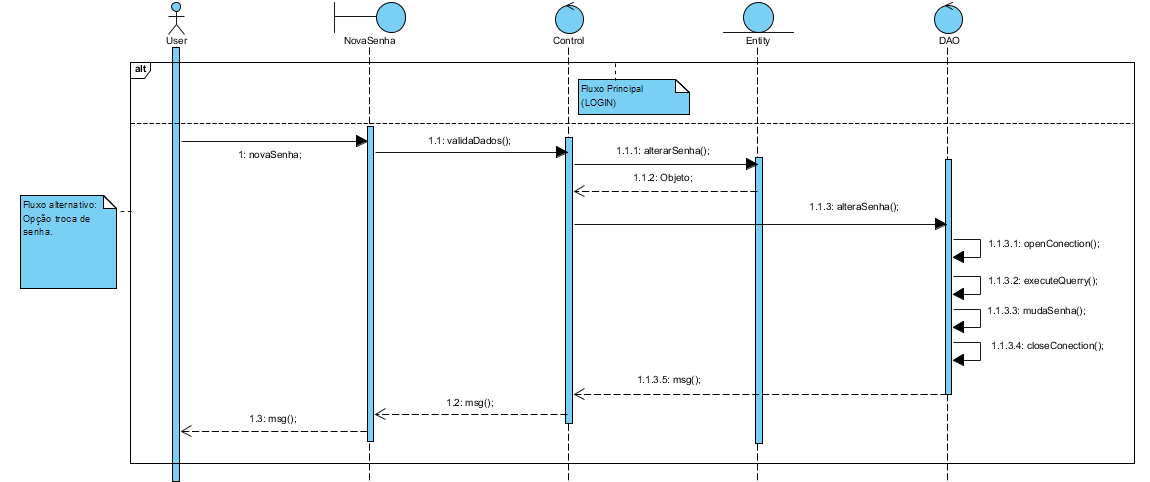 User
NovaSenha
Control
Entity
DAO
alt
Fluxo Principal
(LOGIN)
1: novaSenha;
1.1: validaDados();
1.1.1: alterarSenha();
1.1.2: Objeto;
Fluxo alternativo:
Opção troca de
senha.
1.1.3: alteraSenha();
1.1.3.1: openConection();
1.1.3.2: executeQuerry();
1.1.3.3: mudaSenha();
1.1.3.4: closeConection();
1.1.3.5: msg();
1.2: msg();
1.3: msg();